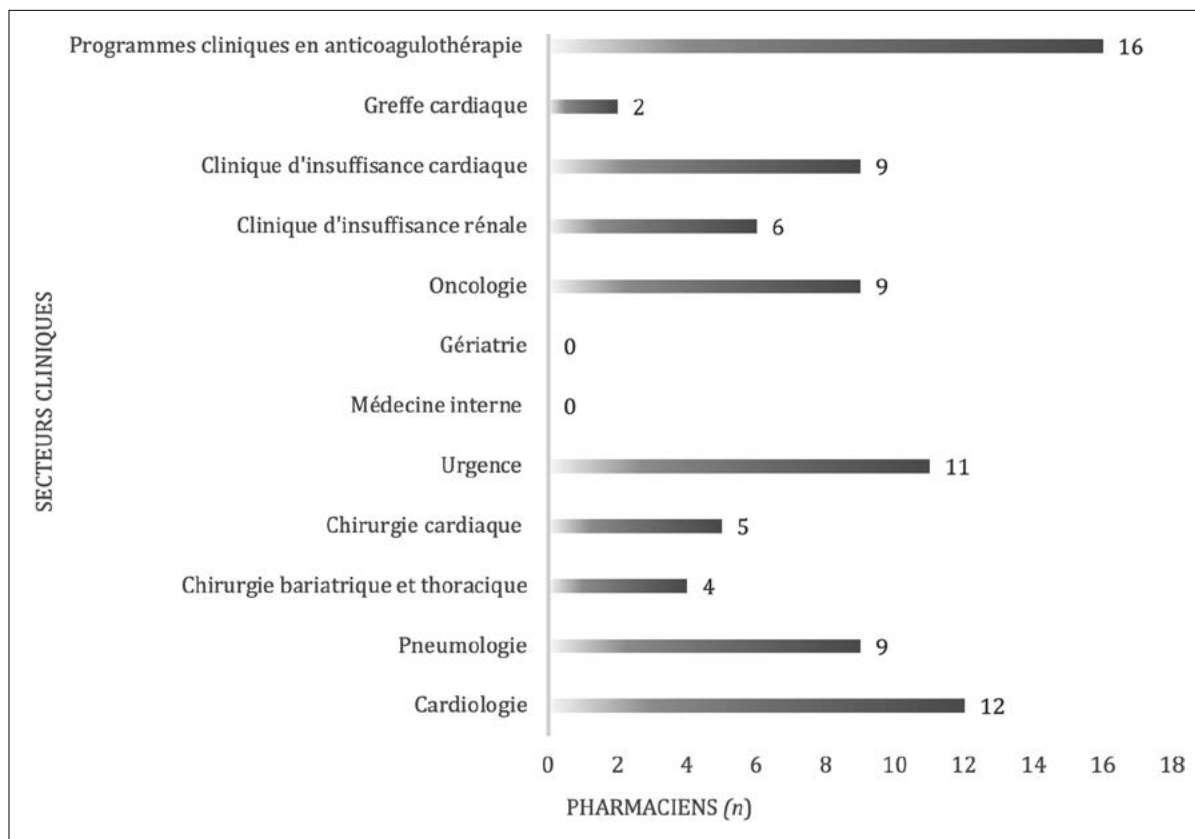 Programmes cliniques en anticoagulothérapie 16
Greffe cardiaque 2
Clinique d'insuffisance cardiaque 9
Clinique d'insuffisance rénale 6
Oncologie 9
Gériatrie 0
Médecine interne 0
Urgence 11
Chirurgie cardiaque 5
Chirurgie bariatrique et thoracique 4
Pneumologie 9
Cardiologie 12
SECTEURS CLINIQUES
0 2 4 6 8 10 12 14 16 18
PHARMACIENS (n)